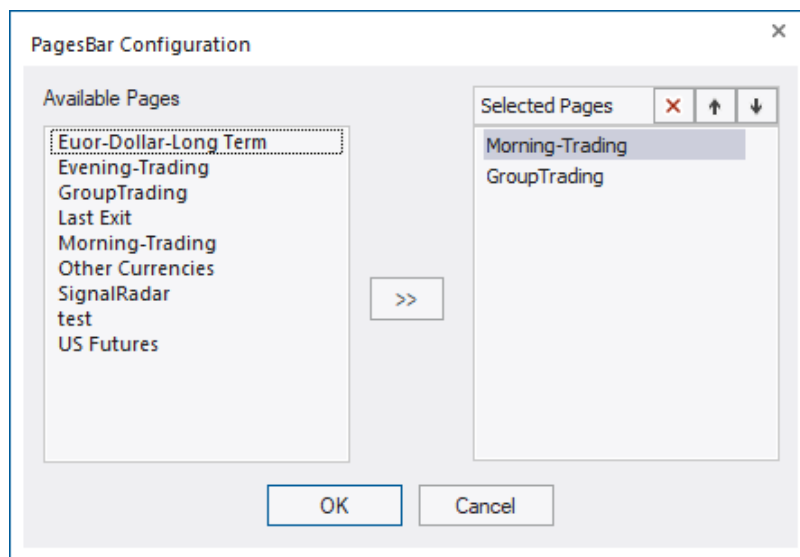 PagesBar Configuration
Available Pages
Euor-Dollar-Long Term
Evening-Trading
GroupTrading
Last Exit
Morning-Trading
Other Currencies
SignalRadar
test
US Futures
>>
Selected Pages
Morning-Trading
GroupTrading
OK
Cancel